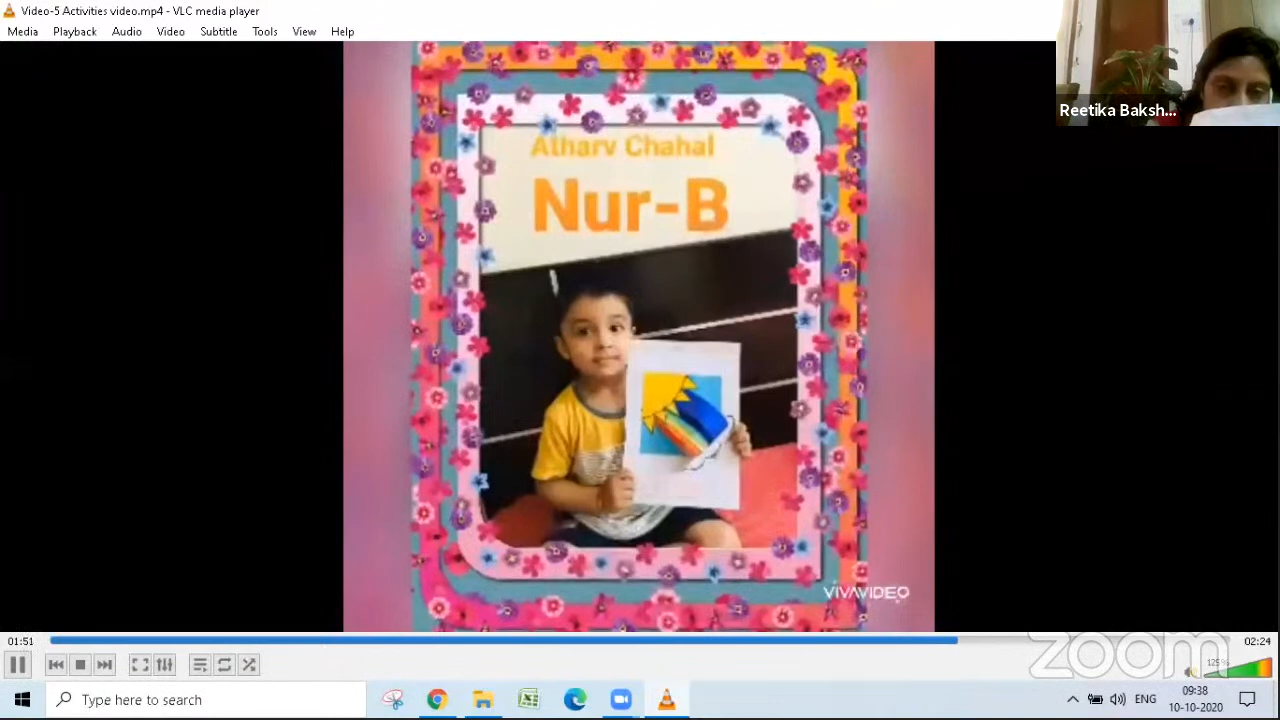 Video-5 Activities video.mp4 - VLC media player
Media Playback Audio Video Subtitle Tools View Help
Reetika Baksh...
Atharv Chahal
Nur-B
VIVAVIDEO
01:51
02:24
zoom
125%
Type here to search
ENG
09:38
10-10-2020